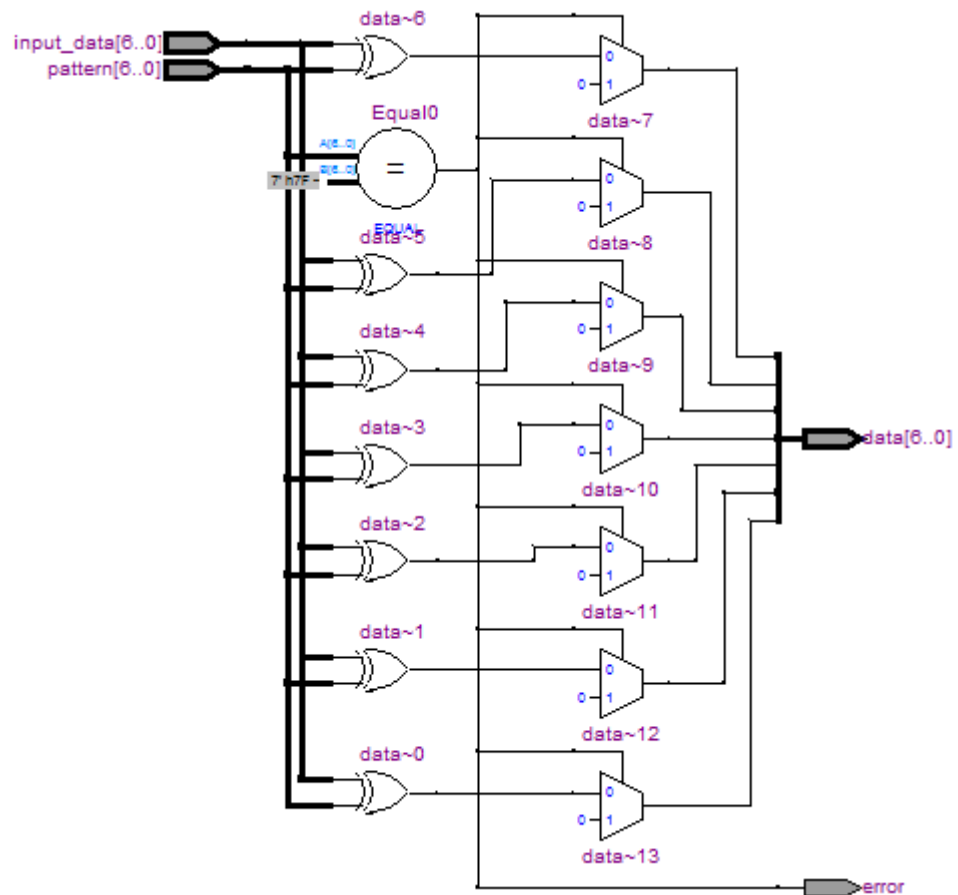 data~6
input_data[6..0]
pattern[6..0]
0
0 1
data~7
Equal0
A[6..0]
B[6..0]
=
7' h7F -
EQUAL
0
0 1
data~8
data~5
0
0 1
data~9
data~4
0
0 1
data~10
data~3
data[6..0]
0
0 1
data~11
data~2
0
0 1
data~12
data~1
0
0 1
data~13
data~0
error